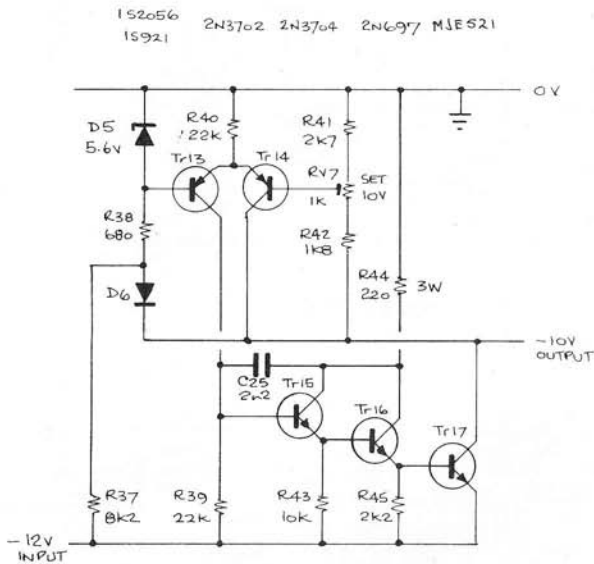 1S2056 2N3702 2N3704 2N697 MJE521
1S921
0V
D5
5.6V
R40
22K
R41
2K7
Tr13
Tr14
RV7
1K
SET
10V
R38
680
R42
1K8
D6
R44
220
3W
-10V
OUTPUT
C25
2n2
Tr15
Tr16
Tr17
R37
8K2
R39
22K
R43
10K
R45
2K2
-12V
INPUT